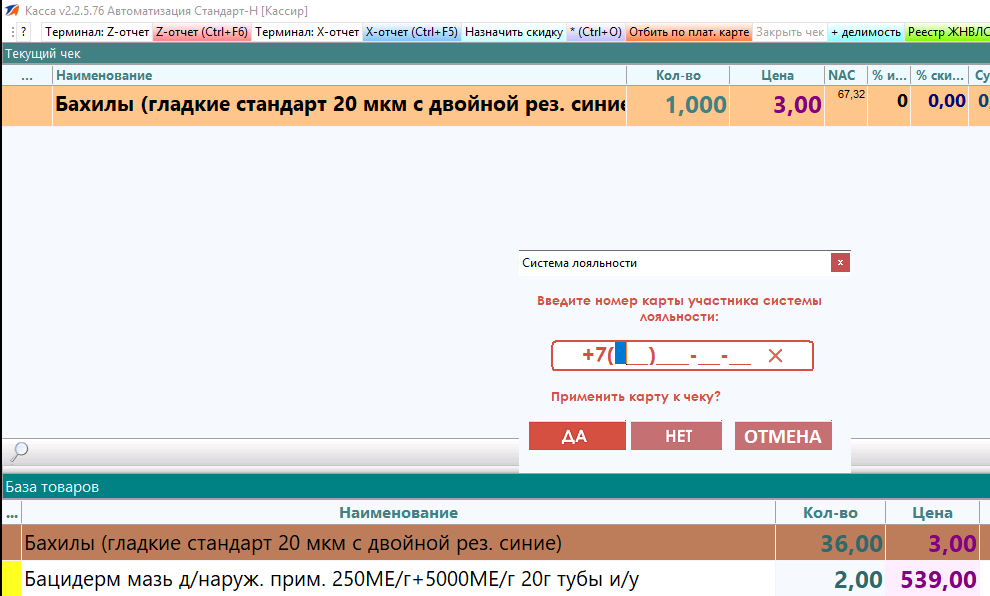 Касса v2.2.5.76 Автоматизация Стандарт-Н [Кассир]
? Терминал: Z-отчет Z-отчет (Ctrl+F6) Терминал: X-отчет X-отчет (Ctrl+F5) Назначить скидку * (Ctrl+O) Отбить по плат. карте Закрыть чек + делимость Реестр ЖНВЛС
Текущий чек
... Наименование Кол-во Цена NAC % и... % ски... Су
Бахилы (гладкие стандарт 20 мкм с двойной рез. синие 1,000 3,00 67,32 0 0,00 0
Система лояльности x
Введите номер карты участника системы
лояльности:
+7(___)___-__-__
Применить карту к чеку?
ДА НЕТ ОТМЕНА
База товаров
... Наименование Кол-во Цена
Бахилы (гладкие стандарт 20 мкм с двойной рез. синие) 36,00 3,00
Бацидерм мазь д/наруж. прим. 250МЕ/г+5000МЕ/г 20г тубы и/у 2,00 539,00